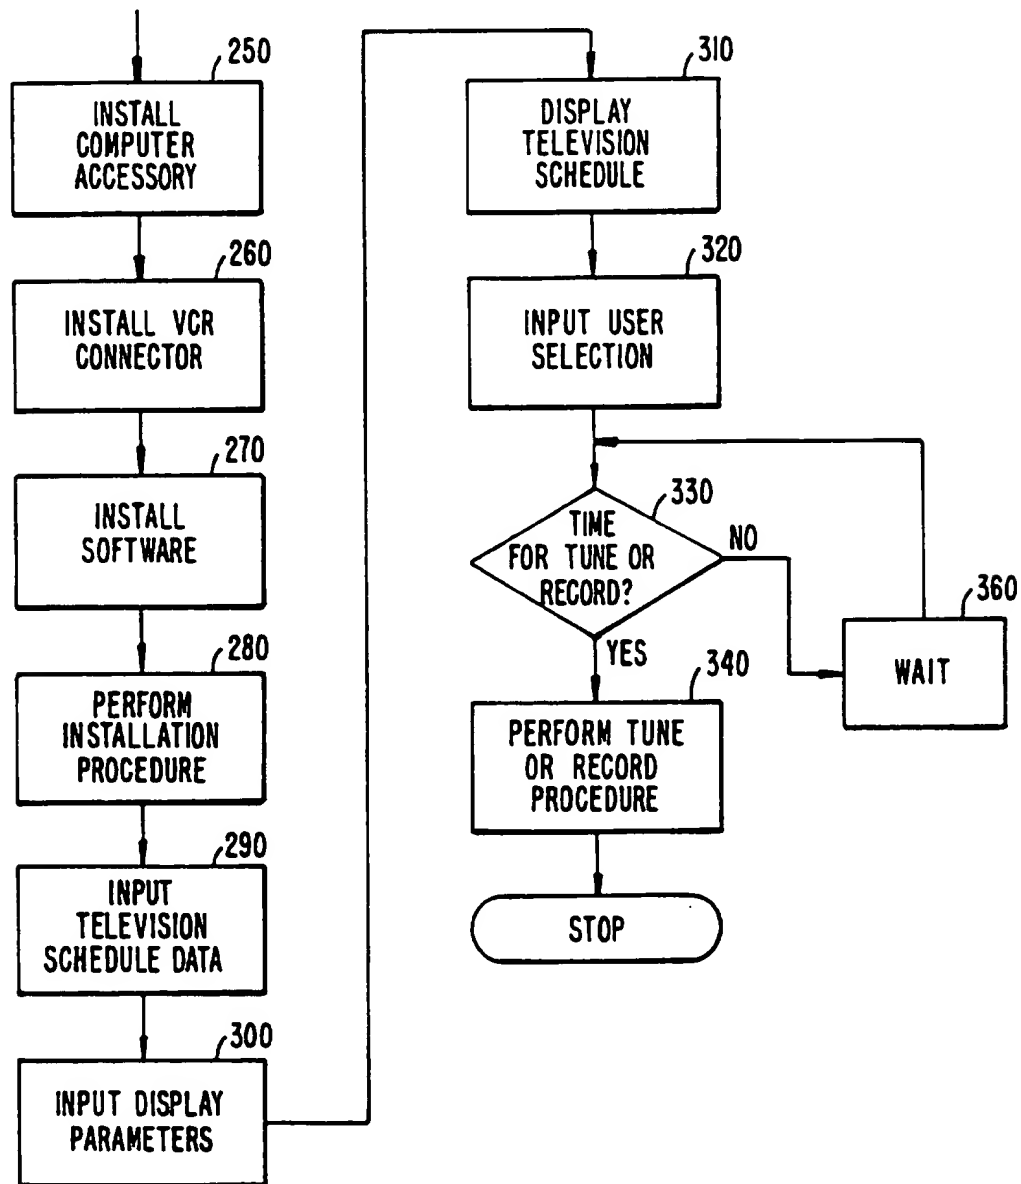 250
INSTALL
COMPUTER
ACCESSORY
260
INSTALL VCR
CONNECTOR
270
INSTALL
SOFTWARE
280
PERFORM
INSTALLATION
PROCEDURE
290
INPUT
TELEVISION
SCHEDULE DATA
300
INPUT DISPLAY
PARAMETERS
310
DISPLAY
TELEVISION
SCHEDULE
320
INPUT USER
SELECTION
330
TIME
FOR TUNE OR
RECORD?
NO
YES
360
WAIT
340
PERFORM TUNE
OR RECORD
PROCEDURE
STOP